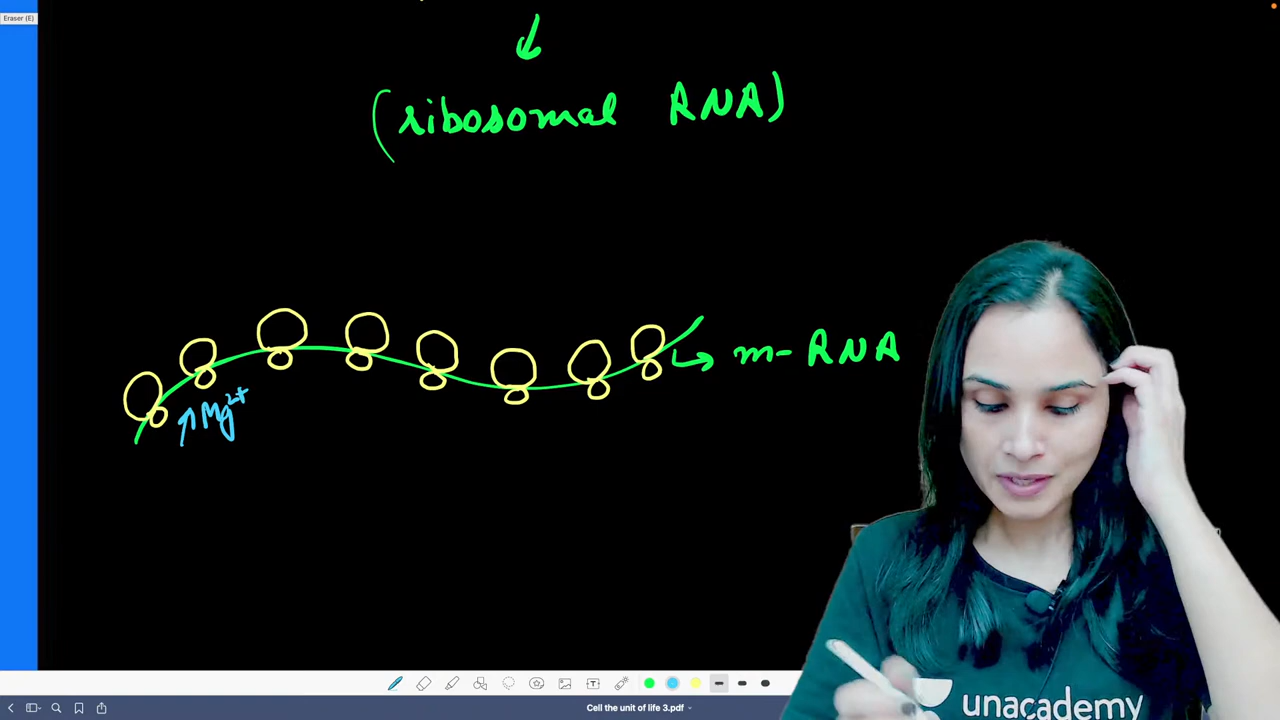 Eraser (E)
(ribosomal RNA)
m-RNA
↑Mg2+
unacademy
Cell the unit of life 3.pdf